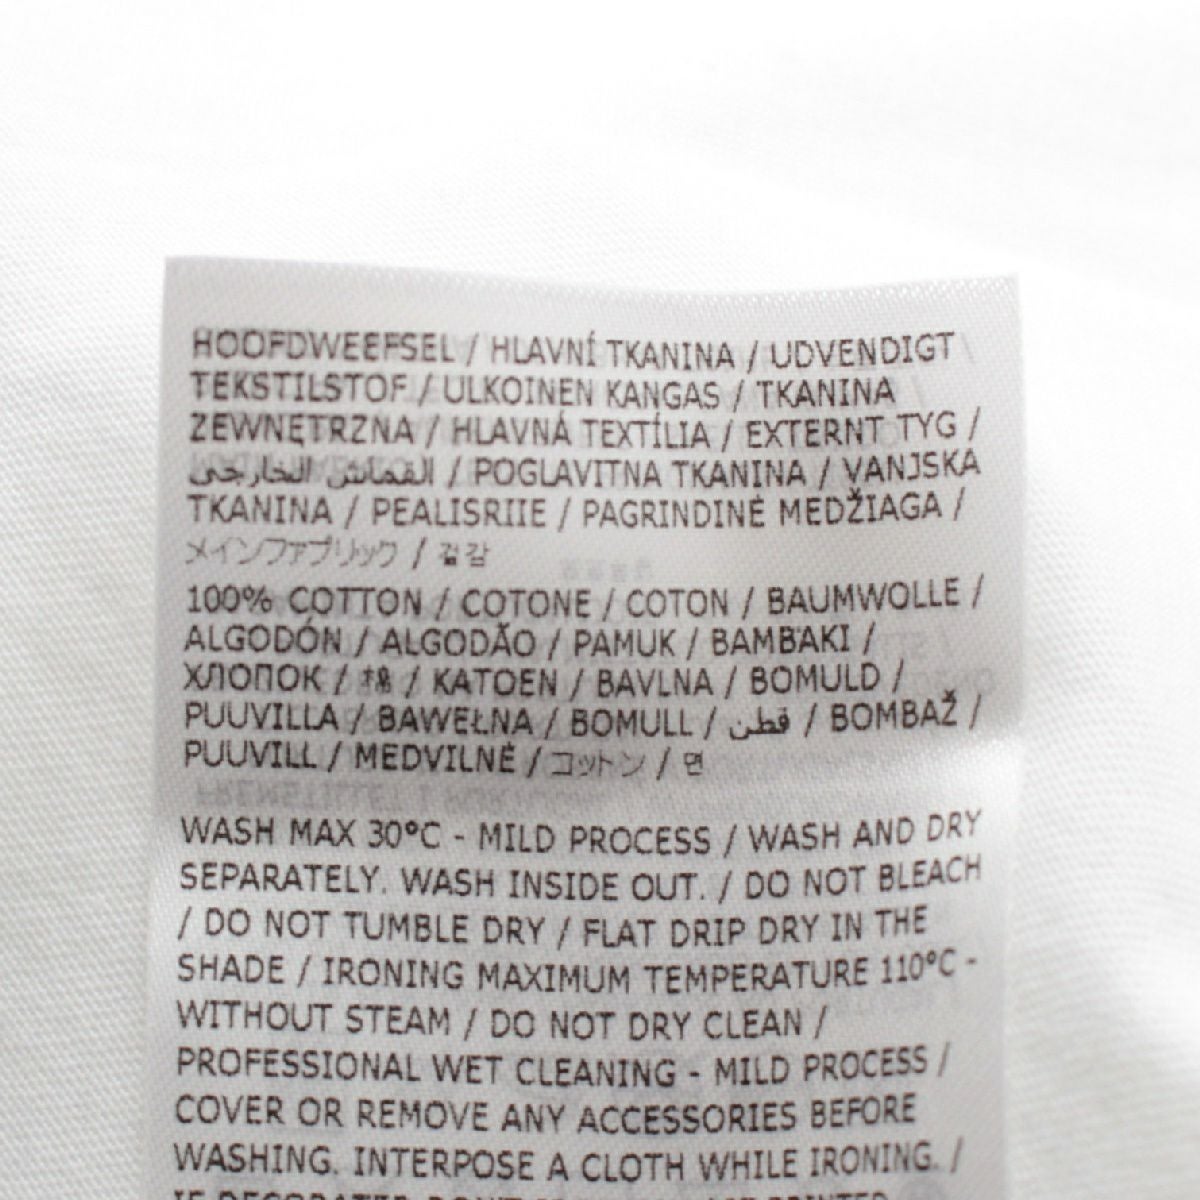 HOOFDWEEFSEL / HLAVNÍ TKANINA / UDVENDIGT
TEKSTILSTOF / ULKOINEN KANGAS / TKANINA
ZEWNĘTRZNA / HLAVNÁ TEXTÍLIA / EXTERNT TYG /
القماش الخارجي / POGLAVITNA TKANINA / VANJSKA
TKANINA / PEALISRIIE / PAGRINDINĖ MEDŽIAGA /
メインファブリック / 겉감
100% COTTON / COTONE / COTON / BAUMWOLLE /
ALGODÓN / ALGODÃO / PAMUK / ΒΑΜΒΑΚΙ /
ХЛОПОК / 棉 / KATOEN / BAVLNA / BOMULD /
PUUVILLA / BAWEŁNA / BOMULL / قطن / BOMBAŽ /
PUUVILL / MEDVILNĖ / コットン / 면
WASH MAX 30°C - MILD PROCESS / WASH AND DRY
SEPARATELY. WASH INSIDE OUT. / DO NOT BLEACH
/ DO NOT TUMBLE DRY / FLAT DRIP DRY IN THE
SHADE / IRONING MAXIMUM TEMPERATURE 110°C -
WITHOUT STEAM / DO NOT DRY CLEAN /
PROFESSIONAL WET CLEANING - MILD PROCESS /
COVER OR REMOVE ANY ACCESSORIES BEFORE
WASHING. INTERPOSE A CLOTH WHILE IRONING. /
IF DECORATED DON'T